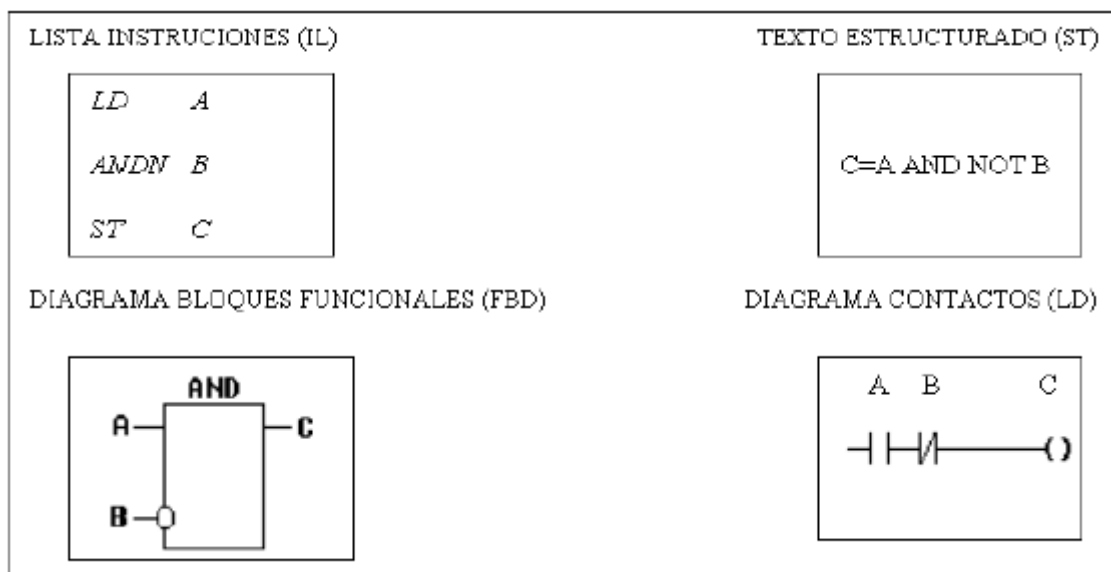 LISTA INSTRUCIONES (IL)
LD A
ANDN B
ST C
TEXTO ESTRUCTURADO (ST)
C=A AND NOT B
DIAGRAMA BLOQUES FUNCIONALES (FBD)
AND
A C
B
DIAGRAMA CONTACTOS (LD)
A B C